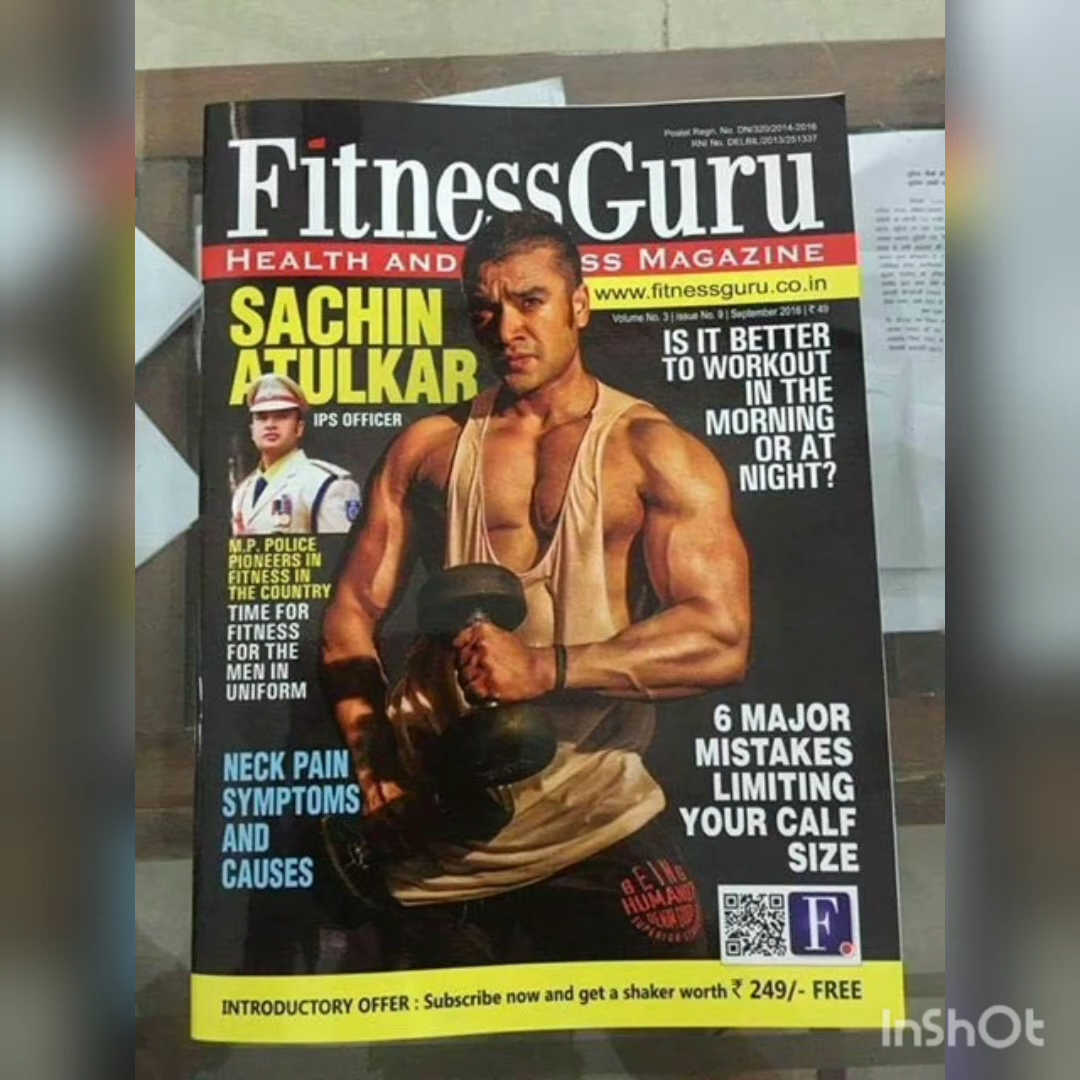 Postal Regn. No. DN/320/2014-2016
RNI No. DELBIL/2013/251337
FitnessGuru
HEALTH AND SS MAGAZINE
www.fitnessguru.co.in
Volume No. 3 | issue No. 9 | September 2016 | ₹ 49
SACHIN
ATULKAR
IPS OFFICER
M.P. POLICE
PIONEERS IN
FITNESS IN
THE COUNTRY
TIME FOR
FITNESS
FOR THE
MEN IN
UNIFORM
NECK PAIN
SYMPTOMS
AND
CAUSES
IS IT BETTER
TO WORKOUT
IN THE
MORNING
OR AT
NIGHT?
6 MAJOR
MISTAKES
LIMITING
YOUR CALF
SIZE
BEING
HUMAN
F
INTRODUCTORY OFFER : Subscribe now and get a shaker worth ₹ 249/- FREE
InShOt